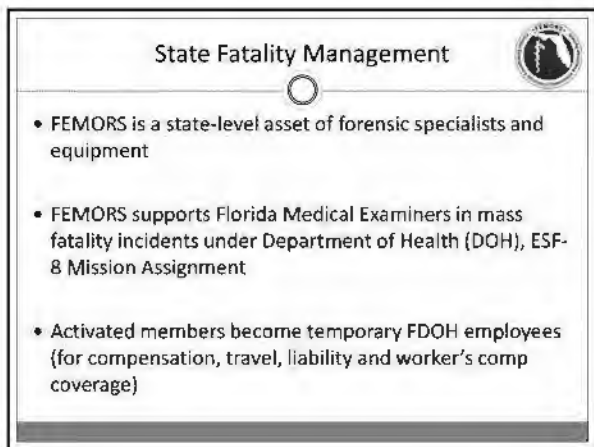 State Fatality Management
• FEMORS is a state-level asset of forensic specialists and
equipment
• FEMORS supports Florida Medical Examiners in mass
fatality incidents under Department of Health (DOH), ESF-
8 Mission Assignment
• Activated members become temporary FDOH employees
(for compensation, travel, liability and worker's comp
coverage)